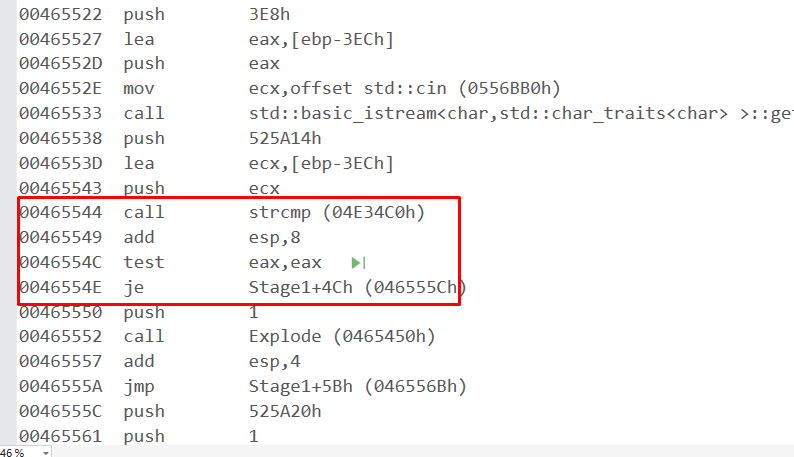 00465522 push 3E8h
00465527 lea eax,[ebp-3ECh]
0046552D push eax
0046552E mov ecx,offset std::cin (0556BB0h)
00465533 call std::basic_istream<char,std::char_traits<char> >::get
00465538 push 525A14h
0046553D lea ecx,[ebp-3ECh]
00465543 push ecx
00465544 call strcmp (04E34C0h)
00465549 add esp,8
0046554C test eax,eax
0046554E je Stage1+4Ch (046555Ch)
00465550 push 1
00465552 call Explode (0465450h)
00465557 add esp,4
0046555A jmp Stage1+5Bh (046556Bh)
0046555C push 525A20h
00465561 push 1
46 %